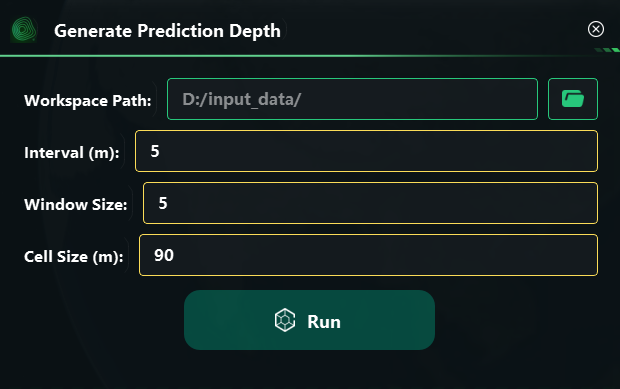 Generate Prediction Depth
Workspace Path: D:/input_data/
Interval (m): 5
Window Size: 5
Cell Size (m): 90
Run